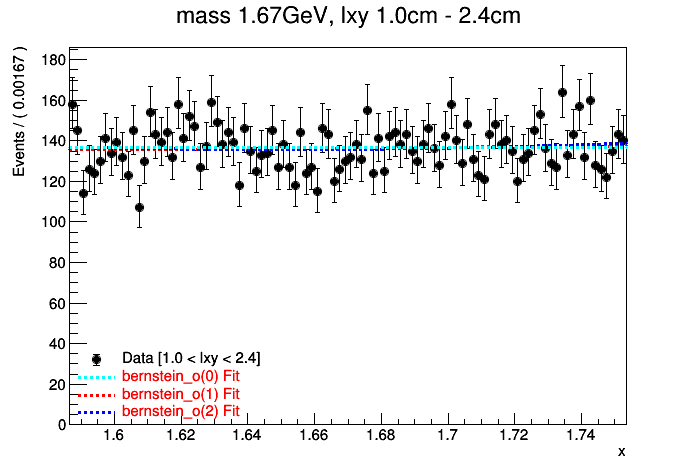 mass 1.67GeV, lxy 1.0cm - 2.4cm
Events / ( 0.00167 )
180
160
140
120
100
80
60
40
20
0
Data [1.0 < lxy < 2.4]
bernstein_o(0) Fit
bernstein_o(1) Fit
bernstein_o(2) Fit
1.6 1.62 1.64 1.66 1.68 1.7 1.72 1.74
x